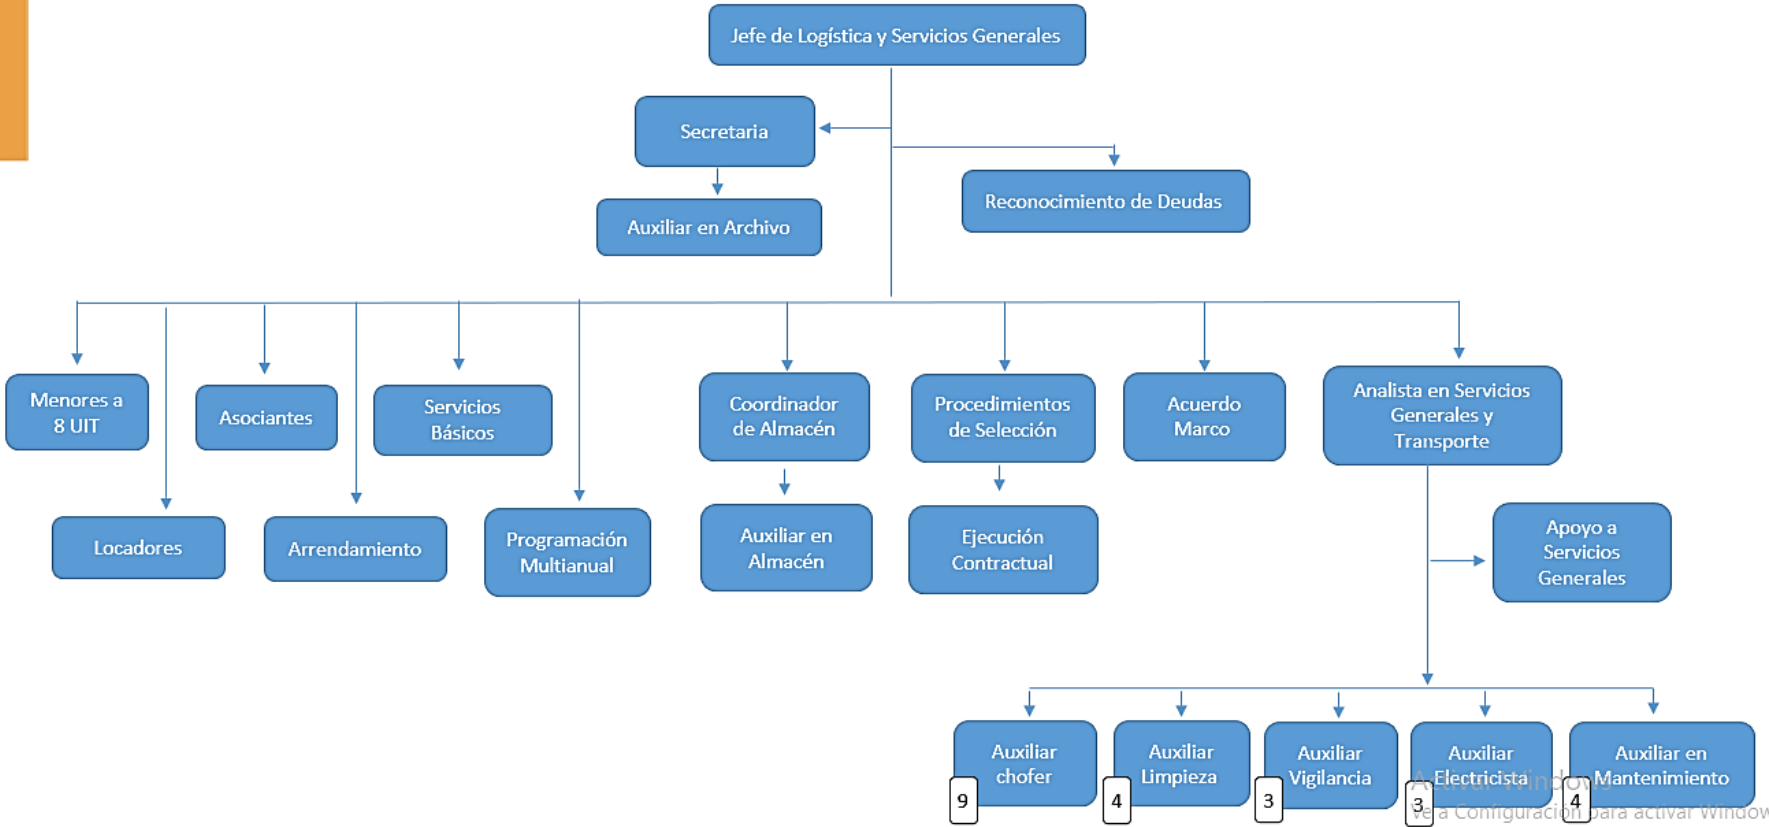 Jefe de Logística y Servicios Generales
Secretaria
Reconocimiento de Deudas
Auxiliar en Archivo
Menores a
8 UIT
Asociantes
Servicios
Básicos
Coordinador
de Almacén
Procedimientos
de Selección
Acuerdo
Marco
Analista en Servicios
Generales y
Transporte
Locadores
Arrendamiento
Programación
Multianual
Auxiliar en
Almacén
Ejecución
Contractual
Apoyo a
Servicios
Generales
Auxiliar
chofer
9
Auxiliar
Limpieza
4
Auxiliar
Vigilancia
3
Auxiliar
Electricista
3
Auxiliar en
Mantenimiento
4
Activar Windows
Ve a Configuración para activar Window